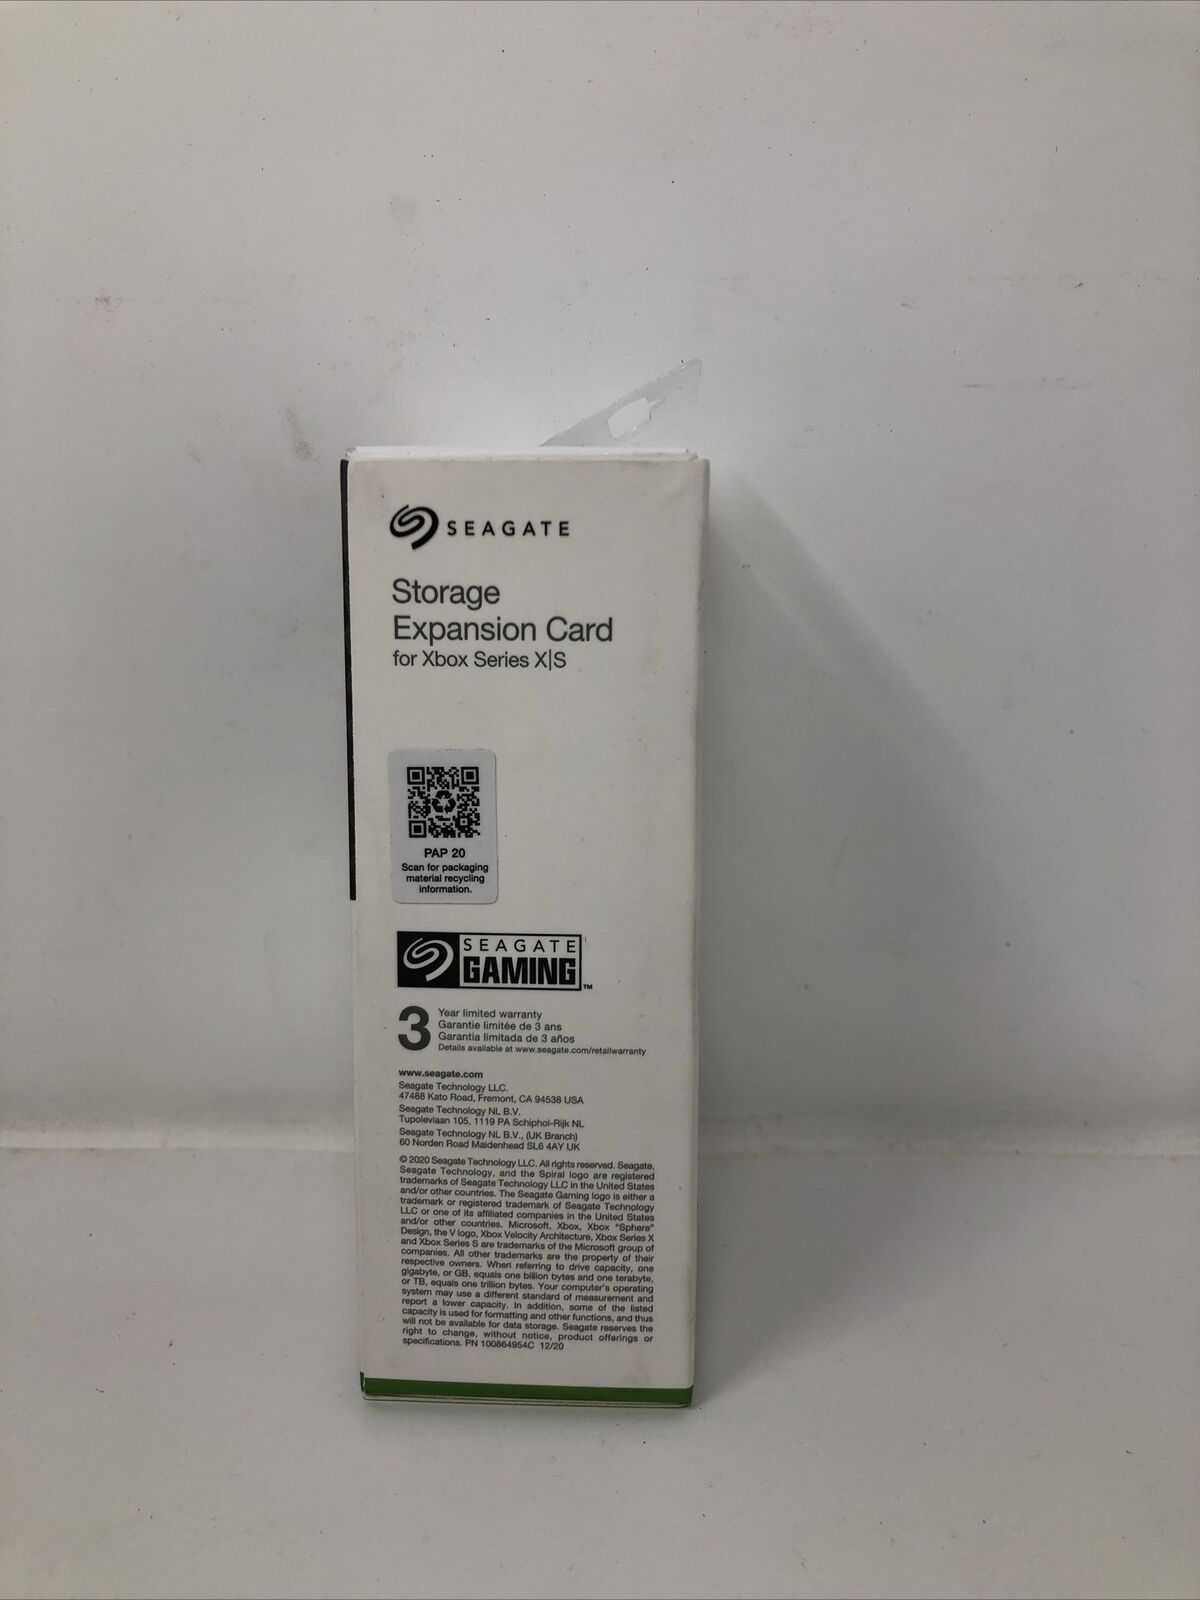 SEAGATE
Storage
Expansion Card
for Xbox Series X|S
PAP 20
Scan for packaging
material recycling
information.
SEAGATE
GAMING™
3
Year limited warranty
Garantie limitée de 3 ans
Garantía limitada de 3 años
Details available at www.seagate.com/retailwarranty
www.seagate.com
Seagate Technology LLC.
47488 Kato Road, Fremont, CA 94538 USA
Seagate Technology NL B.V.
Tupolevlaan 105, 1119 PA Schiphol-Rijk NL
Seagate Technology NL B.V., (UK Branch)
60 Norden Road Maidenhead SL6 4AY UK
© 2020 Seagate Technology LLC. All rights reserved. Seagate,
Seagate Technology, and the Spiral logo are registered
trademarks of Seagate Technology LLC in the United States
and/or other countries. The Seagate Gaming logo is either a
trademark or registered trademark of Seagate Technology
LLC or one of its affiliated companies in the United States
and/or other countries. Microsoft, Xbox, Xbox "Sphere"
Design, the V logo, Xbox Velocity Architecture, Xbox Series X
and Xbox Series S are trademarks of the Microsoft group of
companies. All other trademarks are the property of their
respective owners. When referring to drive capacity, one
gigabyte, or GB, equals one billion bytes and one terabyte,
or TB, equals one trillion bytes. Your computer's operating
system may use a different standard of measurement and
report a lower capacity. In addition, some of the listed
capacity is used for formatting and other functions, and thus
will not be available for data storage. Seagate reserves the
right to change, without notice, product offerings or
specifications. PN 100864954C 12/20